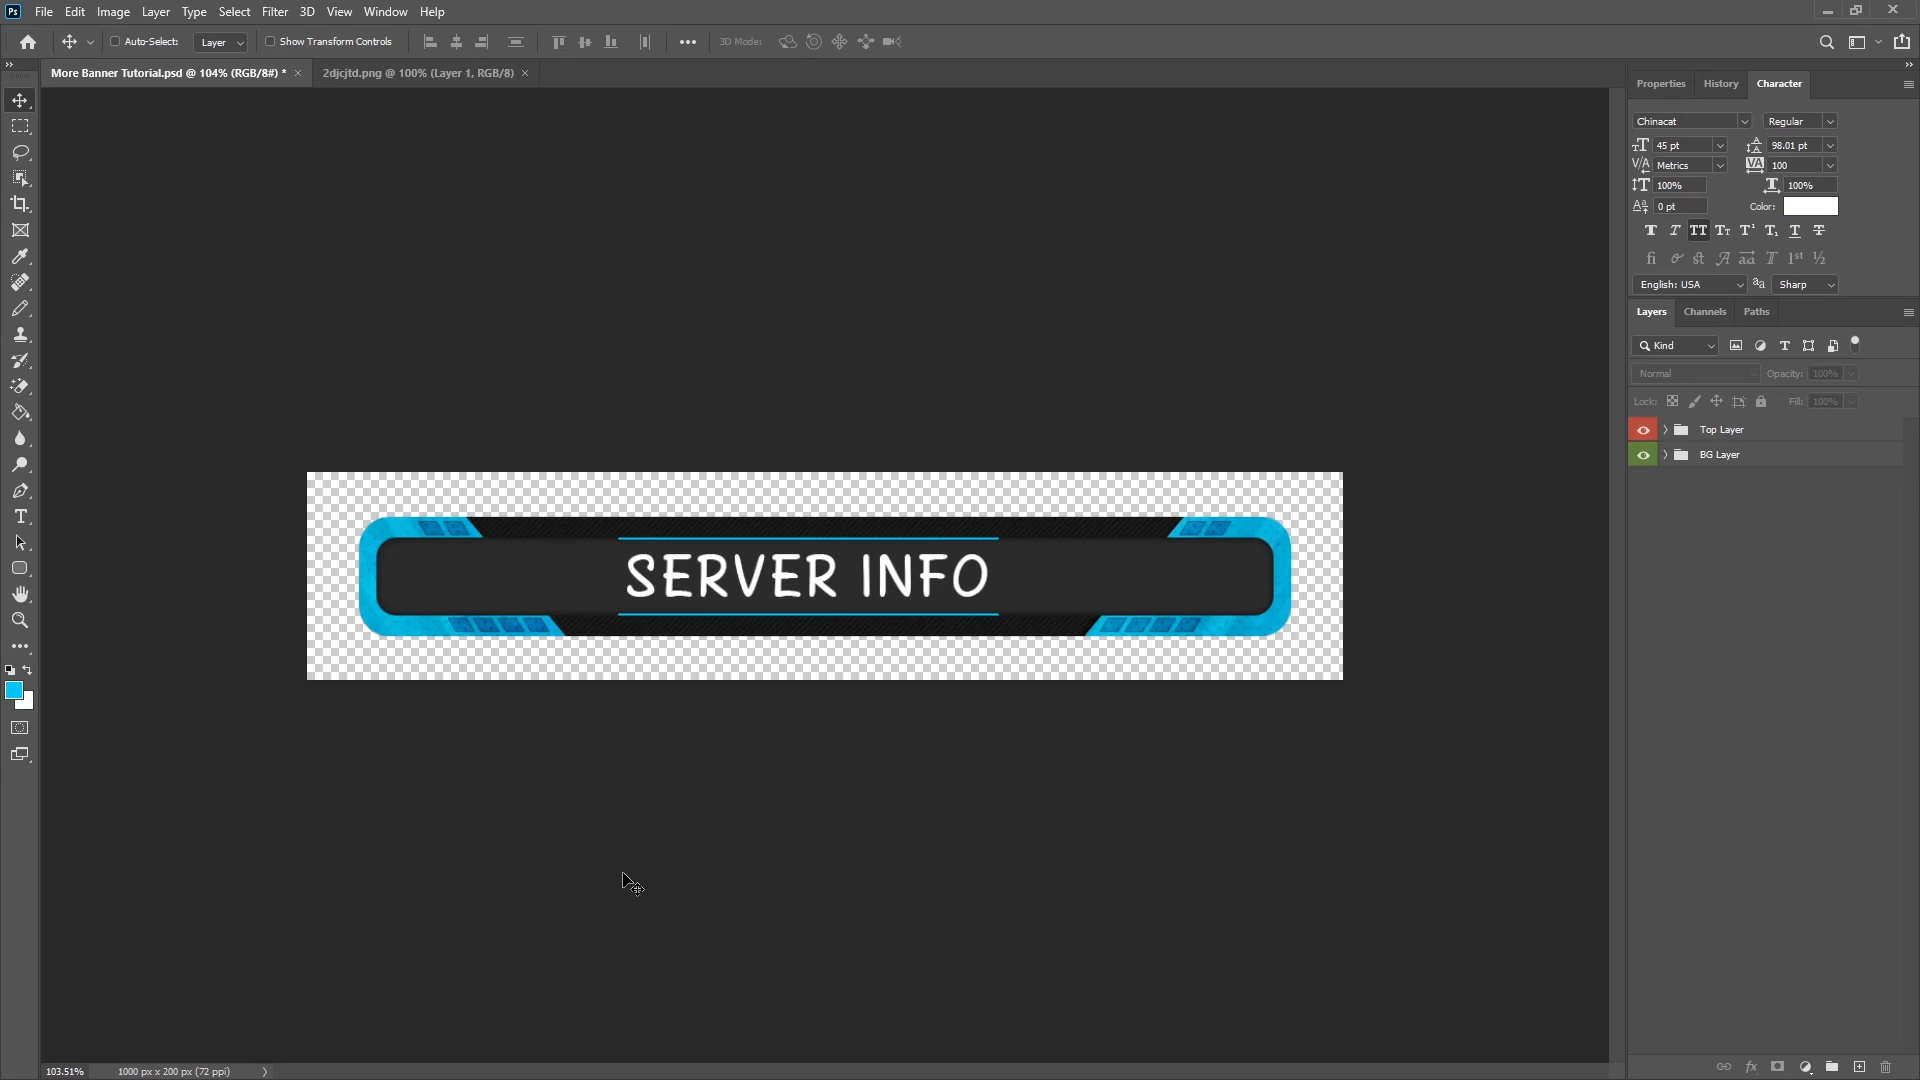 Ps File Edit Image Layer Type Select Filter 3D View Window Help
Auto-Select: Layer Show Transform Controls 3D Mode:
More Banner Tutorial.psd @ 104% (RGB/8#) * × 2djcjtd.png @ 100% (Layer 1, RGB/8) ×
Properties History Character
Chinacat Regular
45 pt 98.01 pt
Metrics 100
100% 100%
0 pt Color:
English: USA Sharp
Layers Channels Paths
Kind
Normal Opacity: 100%
Lock: Fill: 100%
Top Layer
BG Layer
SERVER INFO
103.51% 1000 px x 200 px (72 ppi)